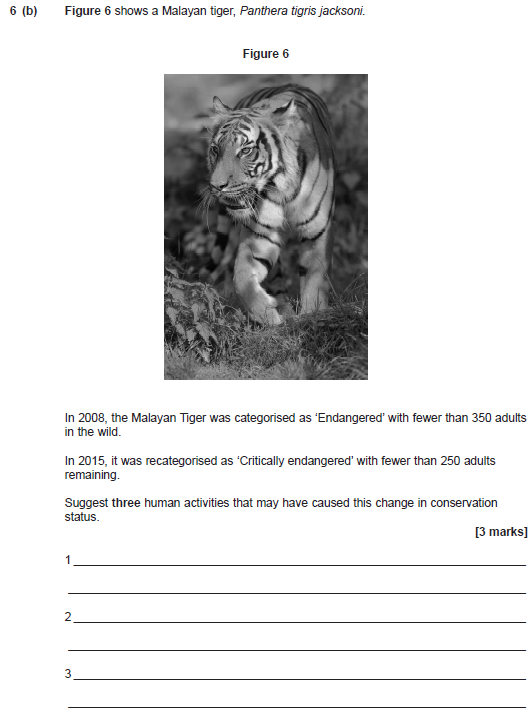 6 (b) Figure 6 shows a Malayan tiger, Panthera tigris jacksoni.
Figure 6
In 2008, the Malayan Tiger was categorised as ‘Endangered’ with fewer than 350 adults
in the wild.
In 2015, it was recategorised as ‘Critically endangered’ with fewer than 250 adults
remaining.
Suggest three human activities that may have caused this change in conservation
status.
[3 marks]
1
2
3